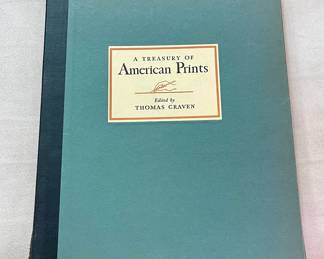 A TREASURY OF
American Prints
Edited by
THOMAS CRAVEN